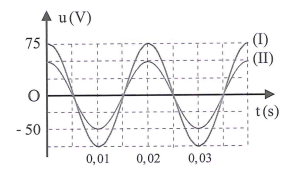 u (V)
75
(I)
(II)
O
t (s)
- 50
0,01 0,02 0,03